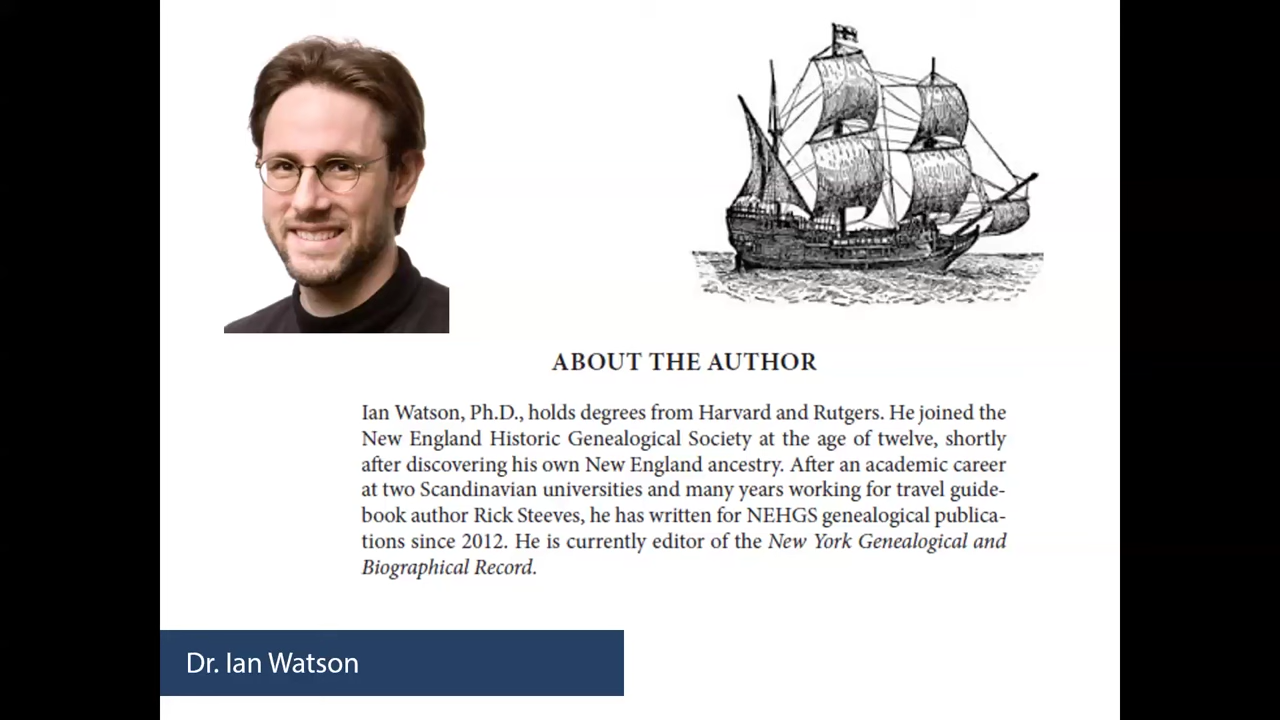 ABOUT THE AUTHOR
Ian Watson, Ph.D., holds degrees from Harvard and Rutgers. He joined the
New England Historic Genealogical Society at the age of twelve, shortly
after discovering his own New England ancestry. After an academic career
at two Scandinavian universities and many years working for travel guide-
book author Rick Steeves, he has written for NEHGS genealogical publica-
tions since 2012. He is currently editor of the New York Genealogical and
Biographical Record.
Dr. Ian Watson